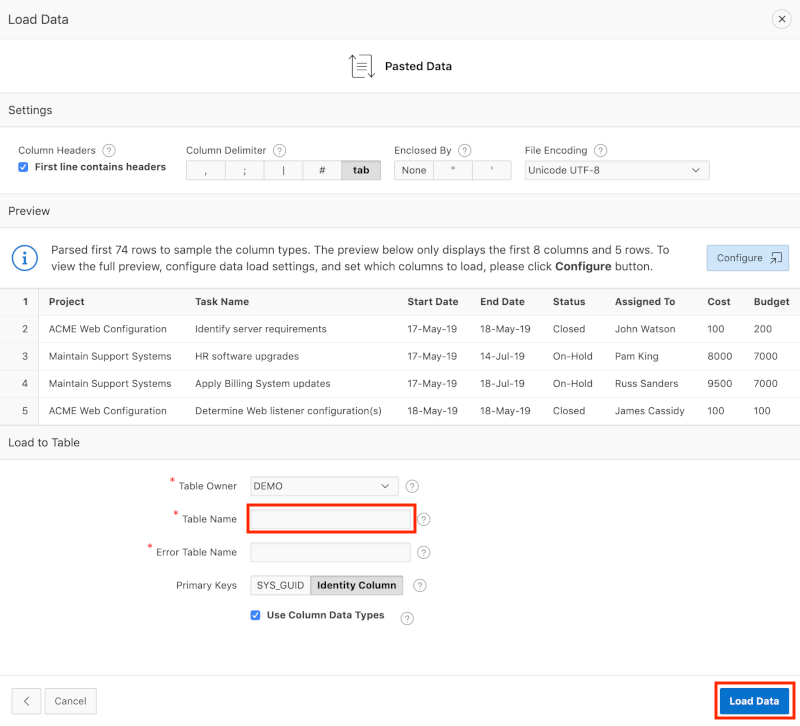 Load Data
Pasted Data
Settings
Column Headers ?
First line contains headers
Column Delimiter ?
, ; | # tab
Enclosed By ?
None " '
File Encoding ?
Unicode UTF-8
Preview
Parsed first 74 rows to sample the column types. The preview below only displays the first 8 columns and 5 rows. To
view the full preview, configure data load settings, and set which columns to load, please click Configure button.
Configure
1 Project Task Name Start Date End Date Status Assigned To Cost Budget
2 ACME Web Configuration Identify server requirements 17-May-19 18-May-19 Closed John Watson 100 200
3 Maintain Support Systems HR software upgrades 17-May-19 14-Jul-19 On-Hold Pam King 8000 7000
4 Maintain Support Systems Apply Billing System updates 17-May-19 18-Jul-19 On-Hold Russ Sanders 9500 7000
5 ACME Web Configuration Determine Web listener configuration(s) 18-May-19 18-May-19 Closed James Cassidy 100 100
Load to Table
* Table Owner DEMO ?
* Table Name ?
* Error Table Name ?
Primary Keys SYS_GUID Identity Column ?
Use Column Data Types ?
Cancel
Load Data